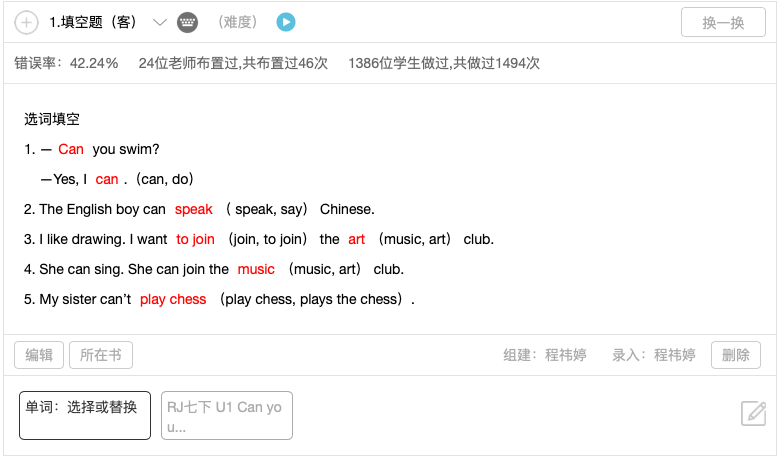 1.填空题（客） （难度） 换一换
错误率：42.24% 24位老师布置过,共布置过46次 1386位学生做过,共做过1494次
选词填空
1. — Can you swim?
—Yes, I can .（can, do）
2. The English boy can speak （ speak, say） Chinese.
3. I like drawing. I want to join （join, to join） the art （music, art） club.
4. She can sing. She can join the music （music, art） club.
5. My sister can’t play chess （play chess, plays the chess）.
编辑 所在书 组建：程祎婷 录入：程祎婷 删除
单词：选择或替换 RJ七下 U1 Can yo
u...